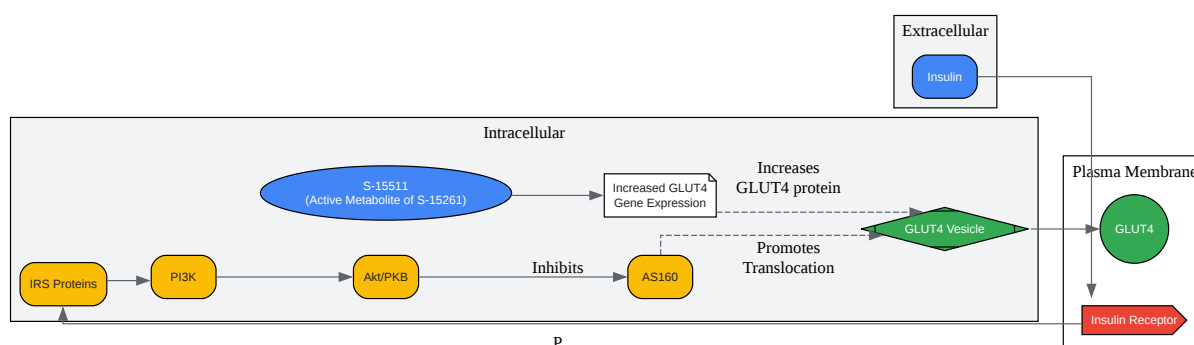 Extracellular
Insulin
Intracellular
S-15511
(Active Metabolite of S-15261)
Increased GLUT4
Gene Expression
Increases
GLUT4 protein
Plasma Membrane
GLUT4 Vesicle
GLUT4
Promotes
Translocation
IRS Proteins
PI3K
Akt/PKB
Inhibits
AS160
Insulin Receptor
P